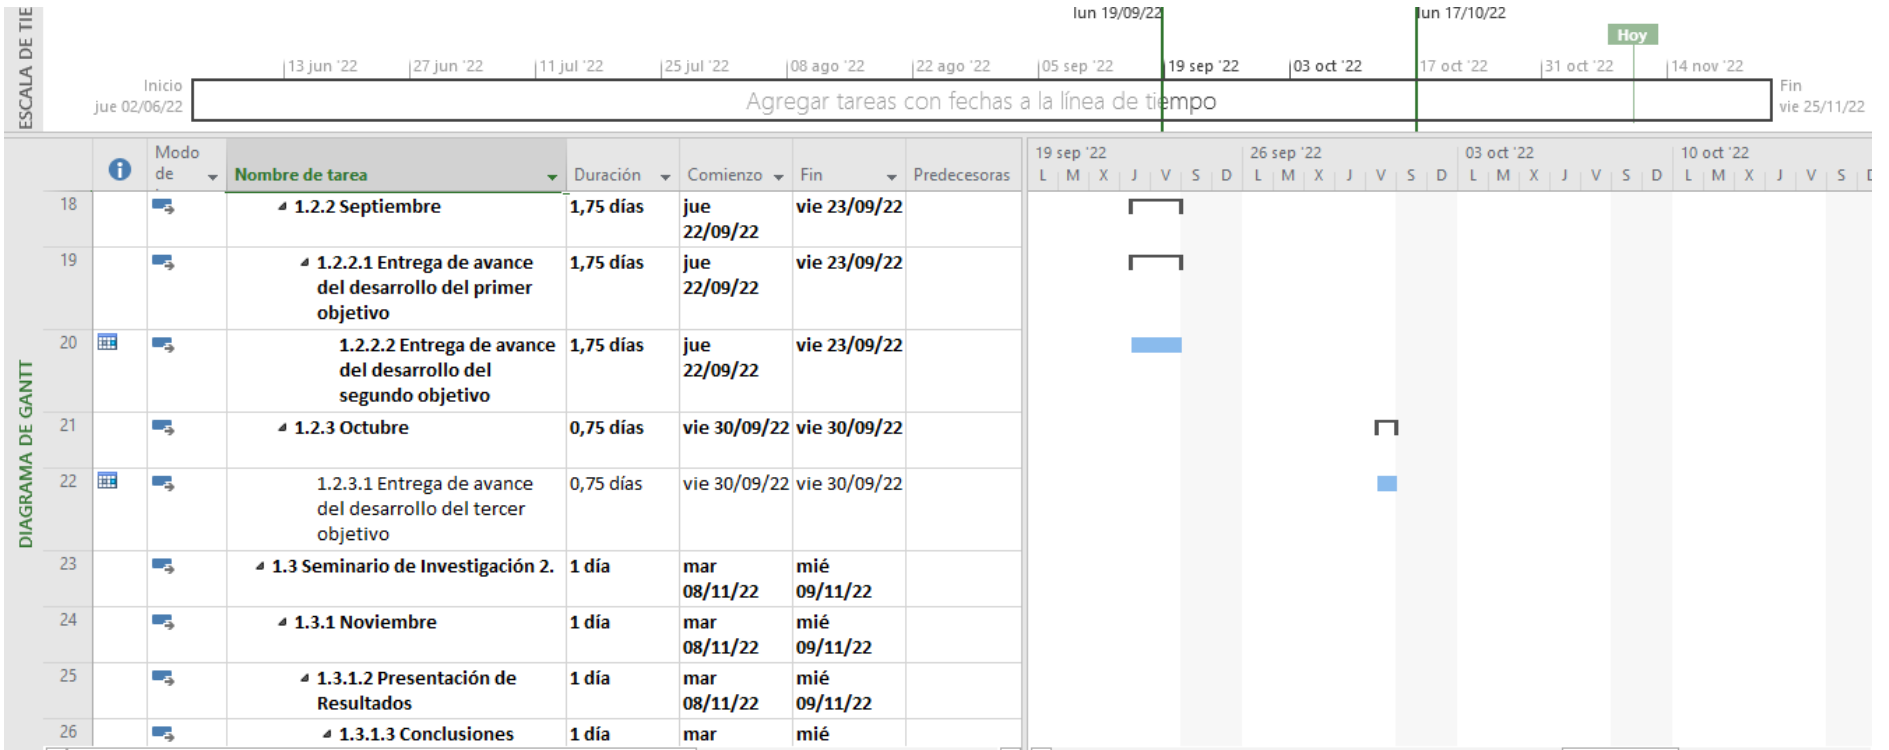 ESCALA DE TIE
lun 19/09/22
lun 17/10/22
Hoy
13 jun '22
27 jun '22
11 jul '22
25 jul '22
08 ago '22
22 ago '22
05 sep '22
19 sep '22
03 oct '22
17 oct '22
31 oct '22
14 nov '22
Inicio
jue 02/06/22
Agregar tareas con fechas a la línea de tiempo
Fin
vie 25/11/22
DIAGRAMA DE GANTT
Modo de
Nombre de tarea
Duración
Comienzo
Fin
Predecesoras
19 sep '22
26 sep '22
03 oct '22
10 oct '22
L M X J V S D L M X J V S D L M X J V S D L M X J V S
18 1.2.2 Septiembre 1,75 días jue vie 23/09/22
22/09/22
19 1.2.2.1 Entrega de avance 1,75 días jue vie 23/09/22
del desarrollo del primer 22/09/22
objetivo
20 1.2.2.2 Entrega de avance 1,75 días jue vie 23/09/22
del desarrollo del 22/09/22
segundo objetivo
21 1.2.3 Octubre 0,75 días vie 30/09/22 vie 30/09/22
22 1.2.3.1 Entrega de avance 0,75 días vie 30/09/22 vie 30/09/22
del desarrollo del tercer
objetivo
23 1.3 Seminario de Investigación 2. 1 día mar mié
08/11/22 09/11/22
24 1.3.1 Noviembre 1 día mar mié
08/11/22 09/11/22
25 1.3.1.2 Presentación de 1 día mar mié
Resultados 08/11/22 09/11/22
26 1.3.1.3 Conclusiones 1 día mar mié